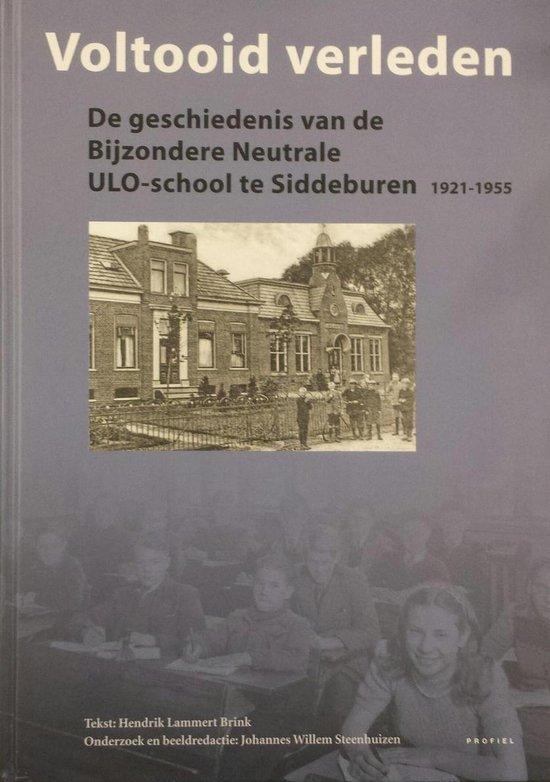 Voltooid verleden
De geschiedenis van de
Bijzondere Neutrale
ULO-school te Siddeburen 1921-1955
Tekst: Hendrik Lammert Brink
Onderzoek en beeldredactie: Johannes Willem Steenhuizen
PROFIEL